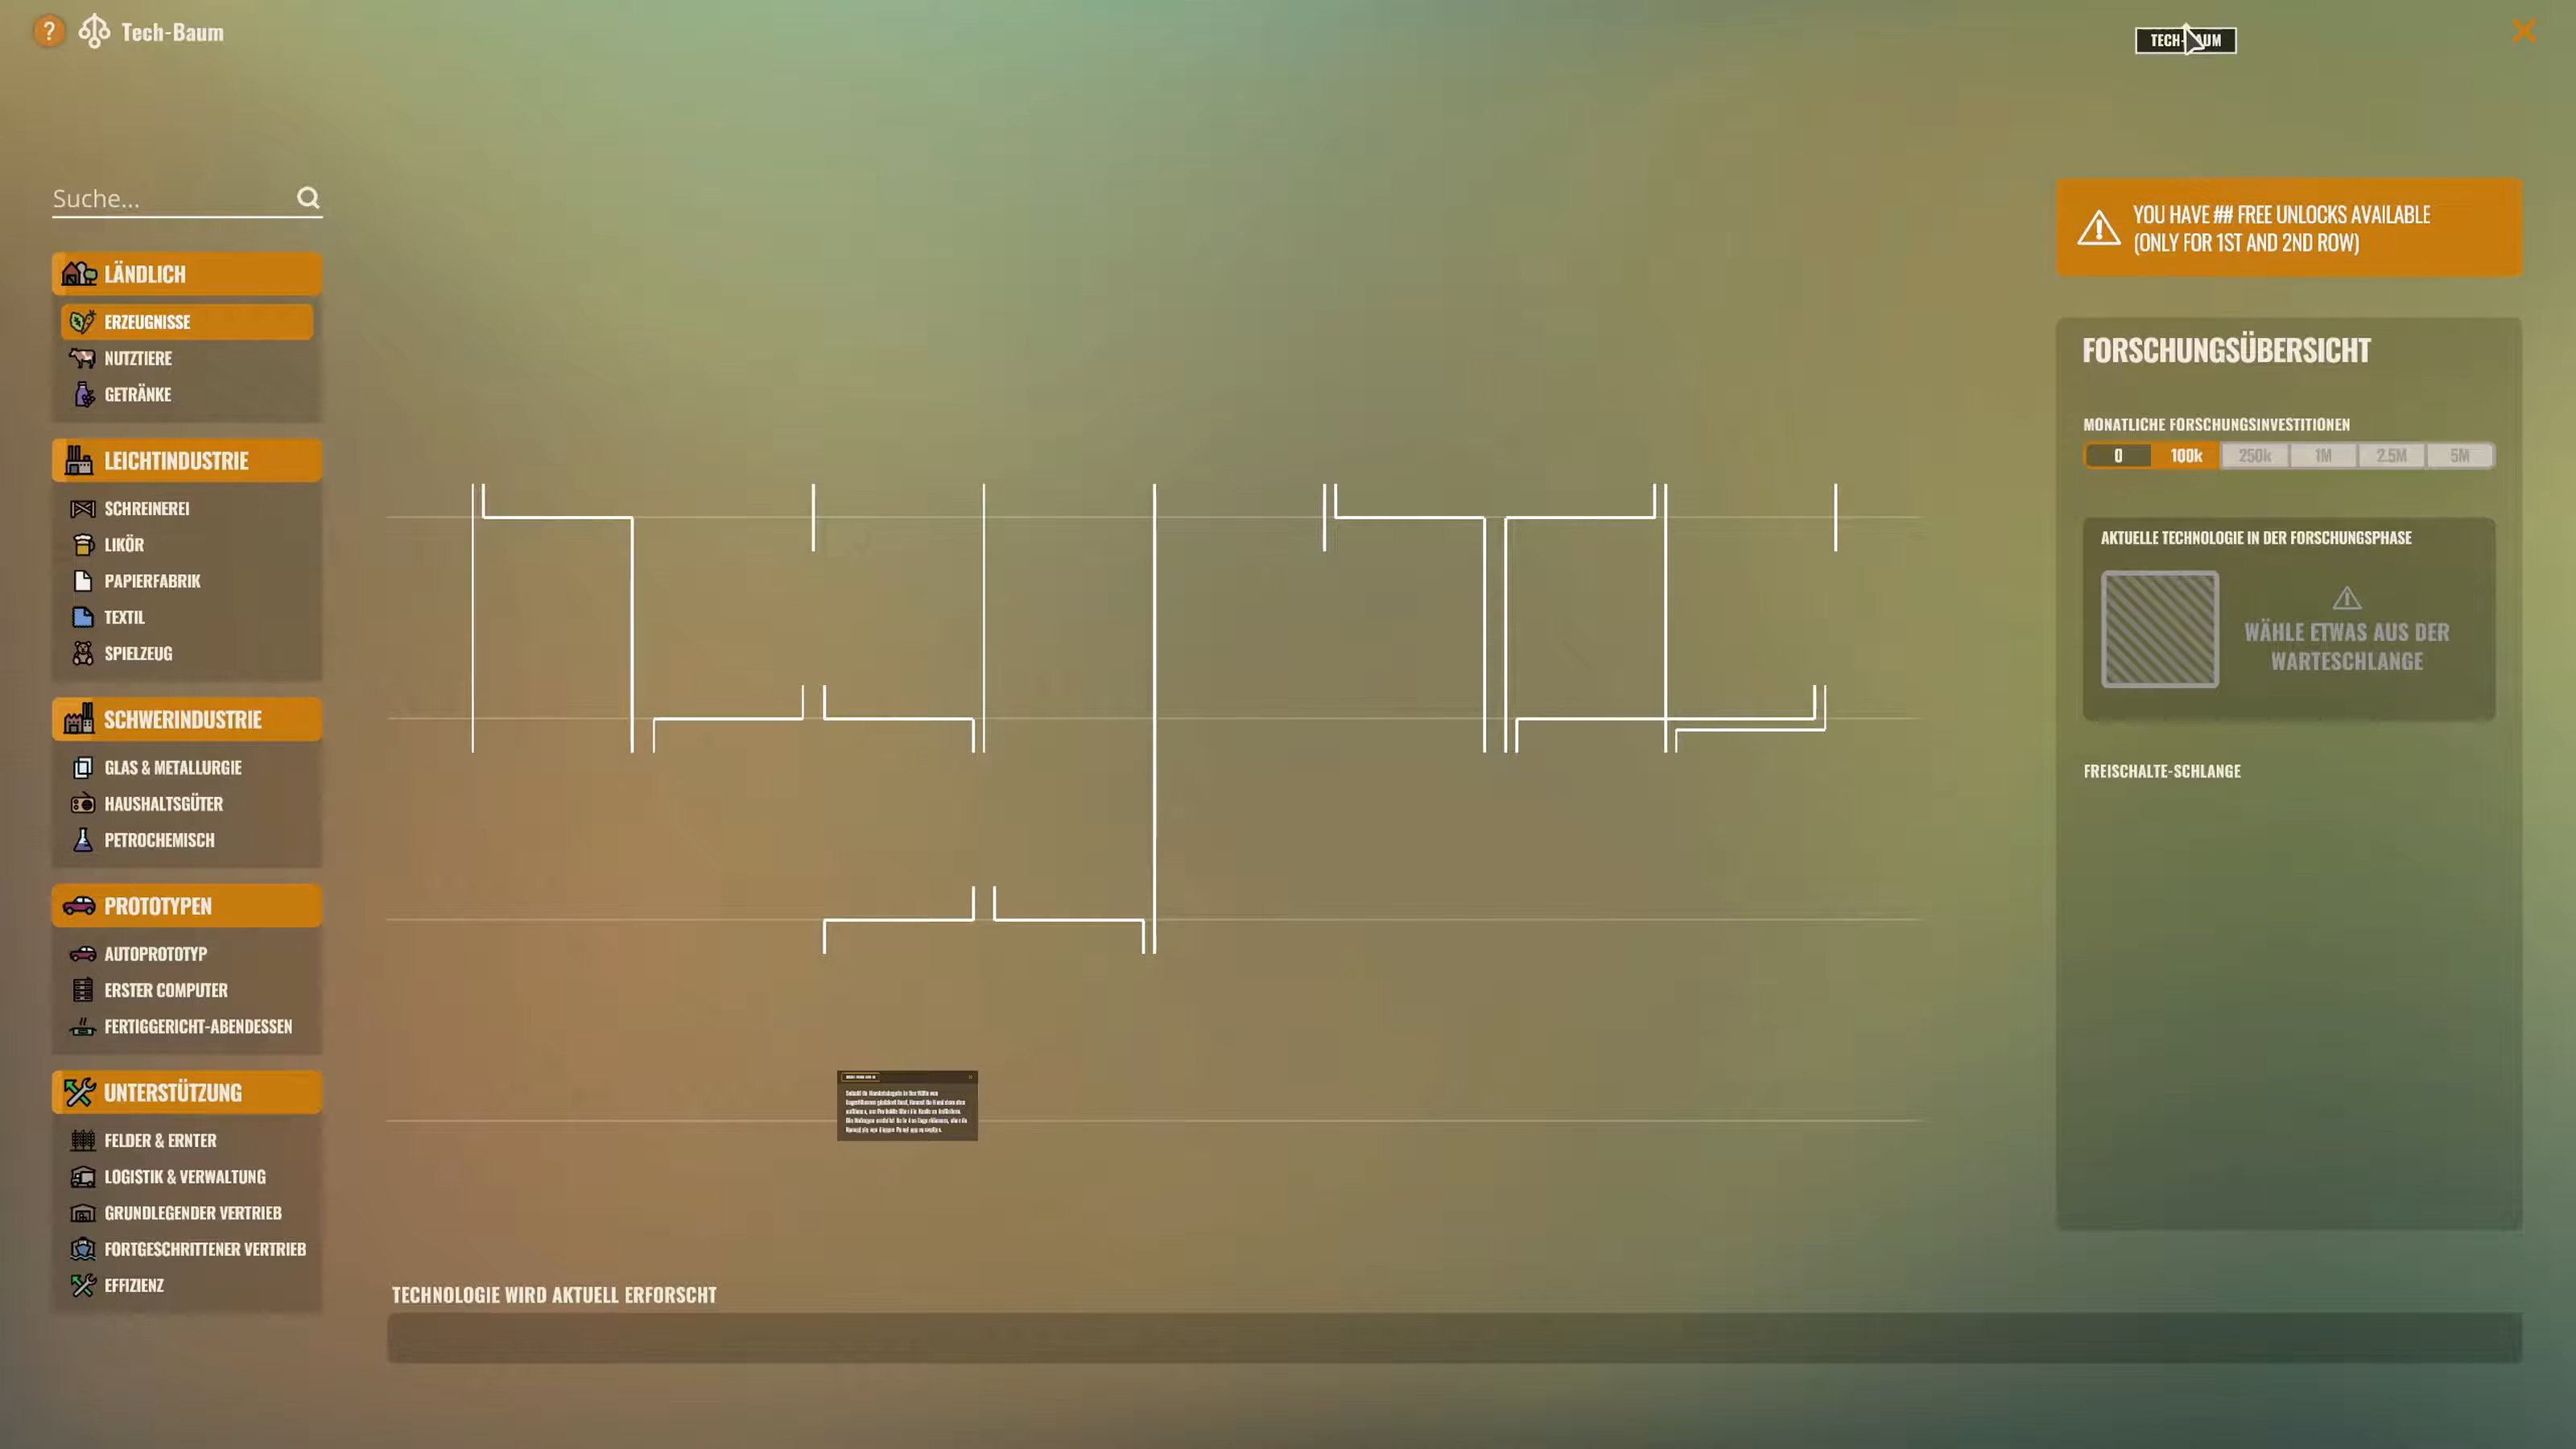 ? Tech-Baum
TECH-BAUM
Suche...
LÄNDLICH
ERZEUGNISSE
NUTZTIERE
GETRÄNKE
LEICHTINDUSTRIE
SCHREINEREI
LIKÖR
PAPIERFABRIK
TEXTIL
SPIELZEUG
SCHWERINDUSTRIE
GLAS & METALLURGIE
HAUSHALTSGÜTER
PETROCHEMISCH
PROTOTYPEN
AUTOPROTOTYP
ERSTER COMPUTER
FERTIGGERICHT-ABENDESSEN
UNTERSTÜTZUNG
FELDER & ERNTER
LOGISTIK & VERWALTUNG
GRUNDLEGENDER VERTRIEB
FORTGESCHRITTENER VERTRIEB
EFFIZIENZ
TECHNOLOGIE WIRD AKTUELL ERFORSCHT
YOU HAVE ## FREE UNLOCKS AVAILABLE
(ONLY FOR 1ST AND 2ND ROW)
FORSCHUNGSÜBERSICHT
MONATLICHE FORSCHUNGSINVESTITIONEN
0 100k 250k 1M 2.5M 5M
AKTUELLE TECHNOLOGIE IN DER FORSCHUNGSPHASE
WÄHLE ETWAS AUS DER
WARTESCHLANGE
FREISCHALTE-SCHLANGE